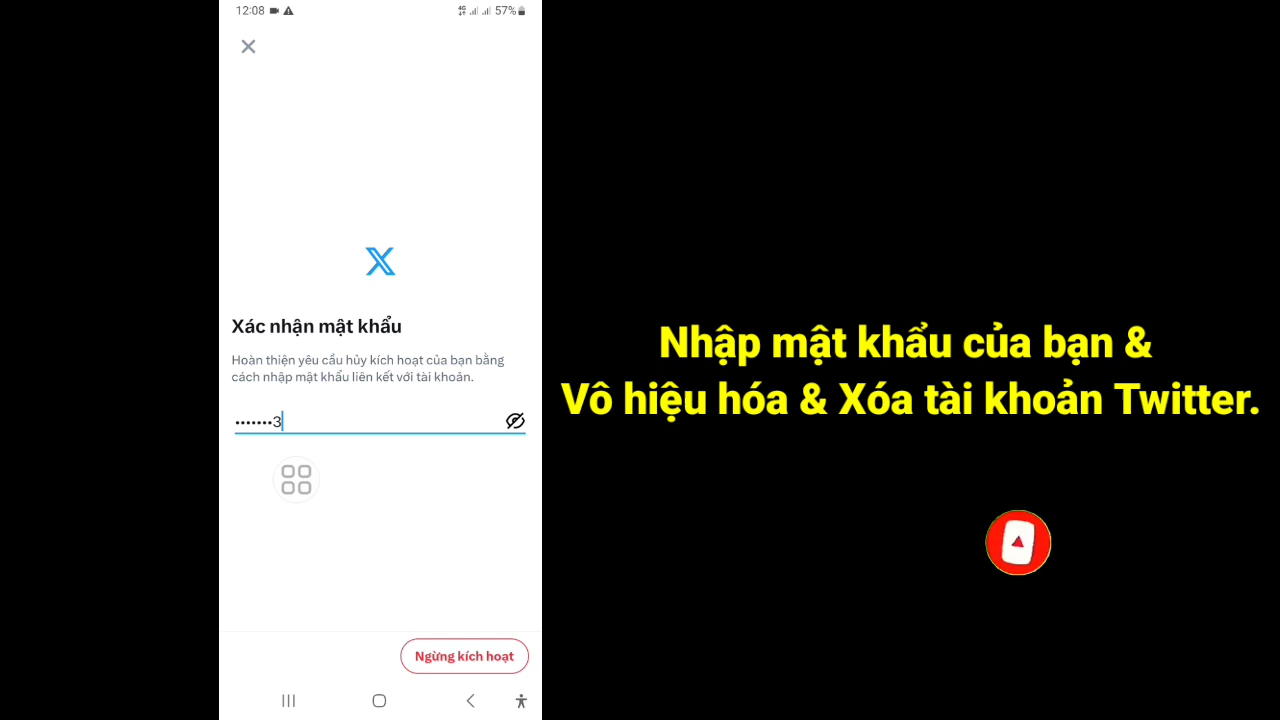 12:08
4G 57%
Xác nhận mật khẩu
Hoàn thiện yêu cầu hủy kích hoạt của bạn bằng
cách nhập mật khẩu liên kết với tài khoản.
•••••••3
Ngừng kích hoạt
Nhập mật khẩu của bạn &
Vô hiệu hóa & Xóa tài khoản Twitter.